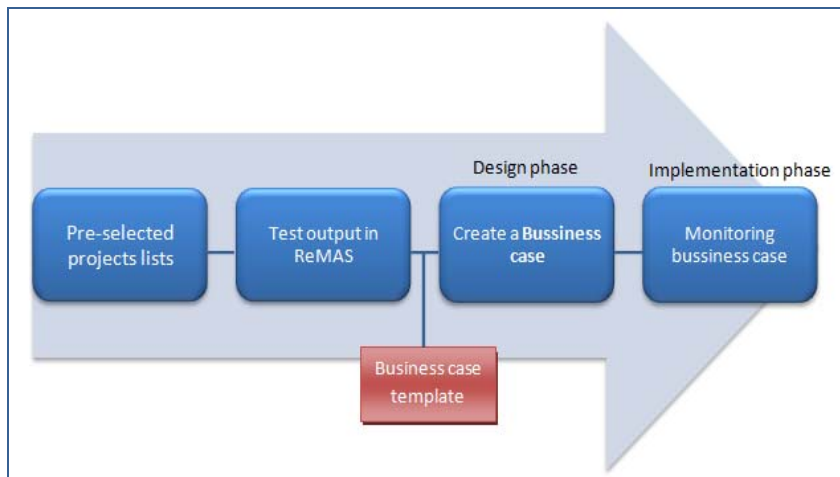 Design phase
Implementation phase
Pre-selected
projects lists
Test output in
ReMAS
Create a Bussiness
case
Monitoring
bussiness case
Business case
template